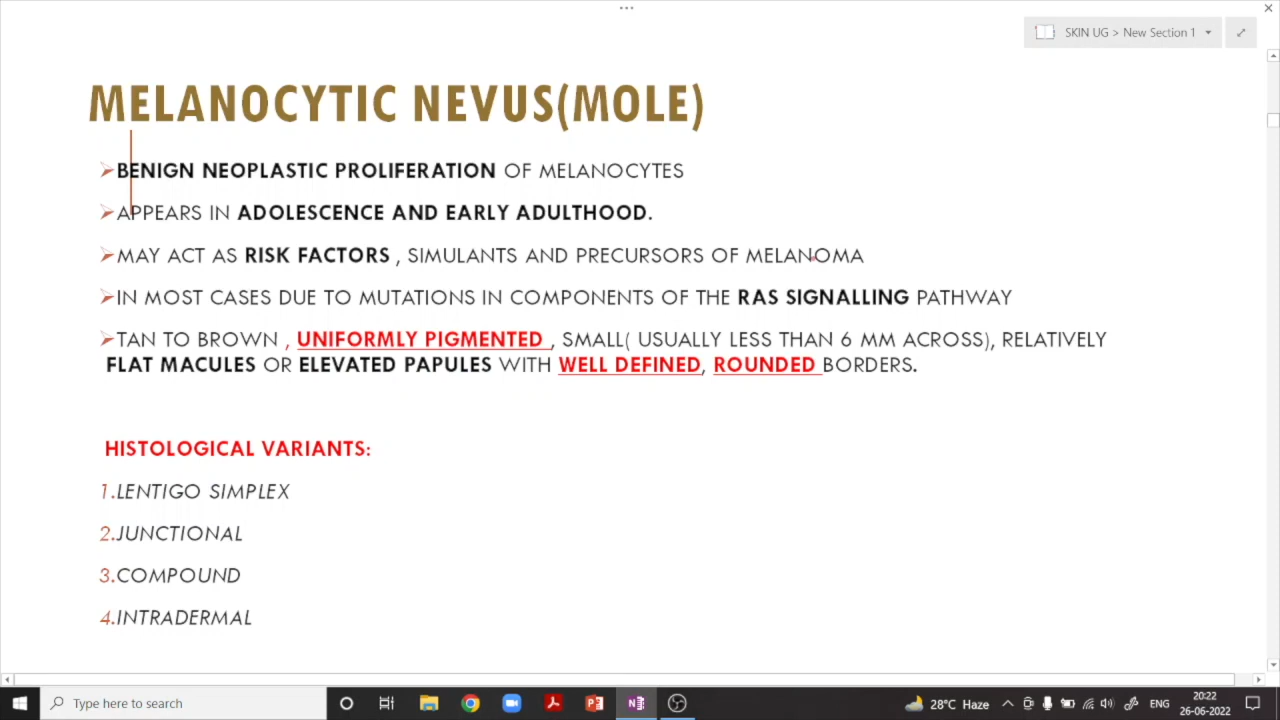 SKIN UG > New Section 1
MELANOCYTIC NEVUS(MOLE)
BENIGN NEOPLASTIC PROLIFERATION OF MELANOCYTES
APPEARS IN ADOLESCENCE AND EARLY ADULTHOOD.
MAY ACT AS RISK FACTORS , SIMULANTS AND PRECURSORS OF MELANOMA
IN MOST CASES DUE TO MUTATIONS IN COMPONENTS OF THE RAS SIGNALLING PATHWAY
TAN TO BROWN , UNIFORMLY PIGMENTED , SMALL( USUALLY LESS THAN 6 MM ACROSS), RELATIVELY
FLAT MACULES OR ELEVATED PAPULES WITH WELL DEFINED, ROUNDED BORDERS.
HISTOLOGICAL VARIANTS:
1.LENTIGO SIMPLEX
2.JUNCTIONAL
3.COMPOUND
4.INTRADERMAL
Type here to search
28°C Haze
ENG
20:22
26-06-2022